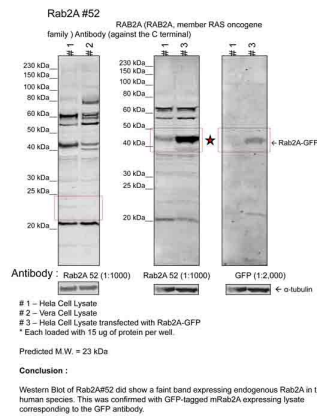 Rab2A #52
RAB2A (RAB2A, member RAS oncogene
family ) Antibody (against the C terminal)
# 1 # 2 # 1 # 3 # 1 # 3
230 kDa 230 kDa
150 kDa 150 kDa
100 kDa 100 kDa
80 kDa 80 kDa
60 kDa 60 kDa
50 kDa 50 kDa
40 kDa 40 kDa ← Rab2A-GFP
30 kDa 30 kDa
25 kDa 25 kDa
20 kDa 20 kDa
Antibody : Rab2A 52 (1:1000) Rab2A 52 (1:1000) GFP (1:2,000)
← α-tubulin
# 1 – Hela Cell Lysate
# 2 – Vera Cell Lysate
# 3 – Hela Cell Lysate transfected with Rab2A-GFP
* Each loaded with 15 ug of protein per well.
Predicted M.W. = 23 kDa
Conclusion :
Western Blot of Rab2A#52 did show a faint band expressing endogenous Rab2A in t
human species. This was confirmed with GFP-tagged mRab2A expressing lysate
corresponding to the GFP antibody.